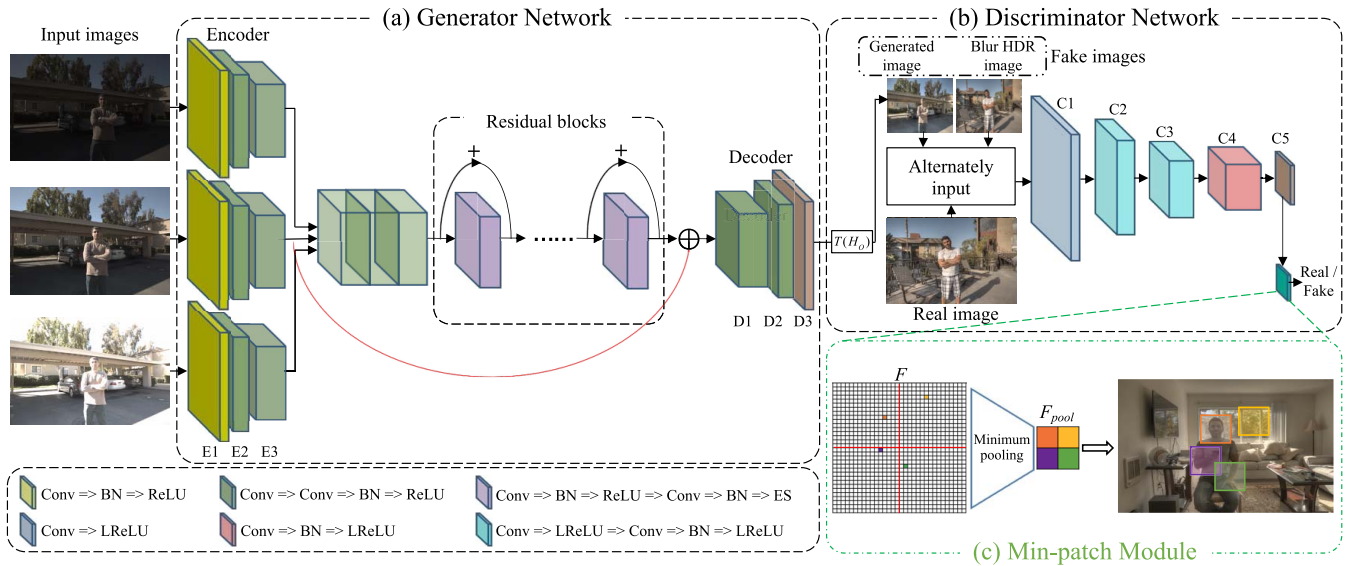 (a) Generator Network
Input images
Encoder
Residual blocks
+
+
Decoder
E1 E2 E3
D1 D2 D3
(b) Discriminator Network
Generated image
Blur HDR image
Fake images
Alternately input
T(H_O)
Real image
C1
C2
C3
C4
C5
Real / Fake
F
Minimum pooling
F_pool
(c) Min-patch Module
Conv => BN => ReLU
Conv => Conv => BN => ReLU
Conv => BN => ReLU => Conv => BN => ES
Conv => LReLU
Conv => BN => LReLU
Conv => LReLU => Conv => BN => LReLU